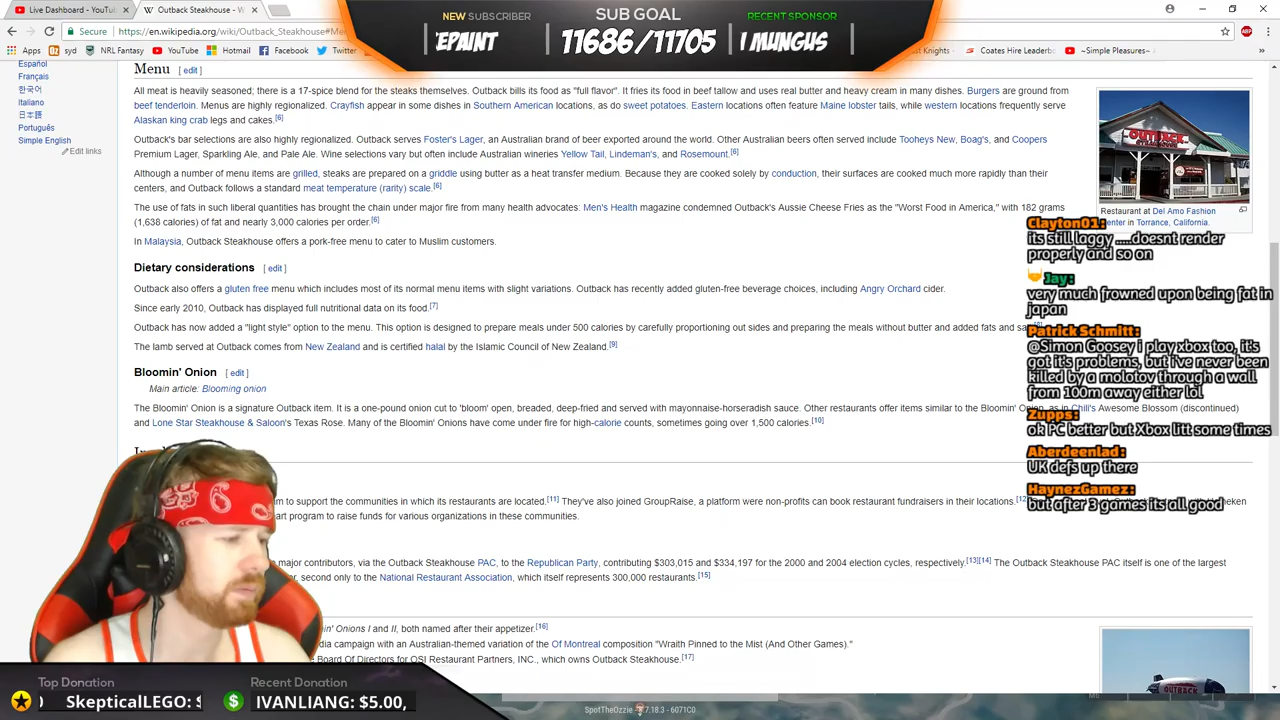 Live Dashboard - YouTu
Outback Steakhouse - W
Secure https://en.wikipedia.org/wiki/Outback_Steakhouse#Me
Apps syd NRL Fantasy YouTube Hotmail Facebook Twitter
st Knights - Coates Hire Leaderbo ~Simple Pleasures~
NEW SUBSCRIBER
EPAINT
SUB GOAL
11686/11705
RECENT SPONSOR
I MUNGUS
Español
Français
한국어
Italiano
日本語
Português
Simple English
Edit links
Menu [ edit ]
All meat is heavily seasoned; there is a 17-spice blend for the steaks themselves. Outback bills its food as "full flavor". It fries its food in beef tallow and uses real butter and heavy cream in many dishes. Burgers are ground from
beef tenderloin. Menus are highly regionalized. Crayfish appear in some dishes in Southern American locations, as do sweet potatoes. Eastern locations often feature Maine lobster tails, while western locations frequently serve
Alaskan king crab legs and cakes.[6]
Outback's bar selections are also highly regionalized. Outback serves Foster's Lager, an Australian brand of beer exported around the world. Other Australian beers often served include Tooheys New, Boag's, and Coopers
Premium Lager, Sparkling Ale, and Pale Ale. Wine selections vary but often include Australian wineries Yellow Tail, Lindeman's, and Rosemount.[6]
Although a number of menu items are grilled, steaks are prepared on a griddle using butter as a heat transfer medium. Because they are cooked solely by conduction, their surfaces are cooked much more rapidly than their
centers, and Outback follows a standard meat temperature (rarity) scale.[6]
The use of fats in such liberal quantities has brought the chain under major fire from many health advocates: Men's Health magazine condemned Outback's Aussie Cheese Fries as the "Worst Food in America," with 182 grams
(1,638 calories) of fat and nearly 3,000 calories per order.[6]
In Malaysia, Outback Steakhouse offers a pork-free menu to cater to Muslim customers.
Dietary considerations [ edit ]
Outback also offers a gluten free menu which includes most of its normal menu items with slight variations. Outback has recently added gluten-free beverage choices, including Angry Orchard cider.
Since early 2010, Outback has displayed full nutritional data on its food.[7]
Outback has now added a "light style" option to the menu. This option is designed to prepare meals under 500 calories by carefully proportioning out sides and preparing the meals without butter and added fats and
The lamb served at Outback comes from New Zealand and is certified halal by the Islamic Council of New Zealand.[9]
Bloomin' Onion [ edit ]
Main article: Blooming onion
The Bloomin' Onion is a signature Outback item. It is a one-pound onion cut to 'bloom' open, breaded, deep-fried and served with mayonnaise-horseradish sauce. Other restaurants offer items similar to the Bloomin' Onion, as in Chili's Awesome Blossom (discontinued)
and Lone Star Steakhouse & Saloon's Texas Rose. Many of the Bloomin' Onions have come under fire for high-calorie counts, sometimes going over 1,500 calories.[10]
m to support the communities in which its restaurants are located.[11] They've also joined GroupRaise, a platform were non-profits can book restaurant fundraisers in their locations.[12]
art program to raise funds for various organizations in these communities.
major contributors, via the Outback Steakhouse PAC, to the Republican Party, contributing $303,015 and $334,197 for the 2000 and 2004 election cycles, respectively.[13][14] The Outback Steakhouse PAC itself is one of the largest
second only to the National Restaurant Association, which itself represents 300,000 restaurants.[15]
in' Onions I and II, both named after their appetizer.[16]
dia campaign with an Australian-themed variation of the Of Montreal composition "Wraith Pinned to the Mist (And Other Games)."
Board Of Directors for OSI Restaurant Partners, INC., which owns Outback Steakhouse.[17]
OUTBACK
Restaurant at Del Amo Fashion
enter in Torrance, California.
Clayton01:
its still laggy .....doesnt render
properly and so on
Jay:
very much frowned upon being fat in
japan
Patrick Schmitt:
@Simon Goosey i play xbox too, it's
got it's problems, but i've never been
killed by a molotov through a wall
from 100m away either lol
Zupps:
ok PC better but Xbox litt some times
Aberdeenlad:
UK defs up there
HaynezGamez:
but after 3 games its all good
OUTBACK
Top Donation
SkepticalLEGO: $
Recent Donation
IVANLIANG: $5.00,
SpotTheOzzie - 3.7.18.3 - 6071C0